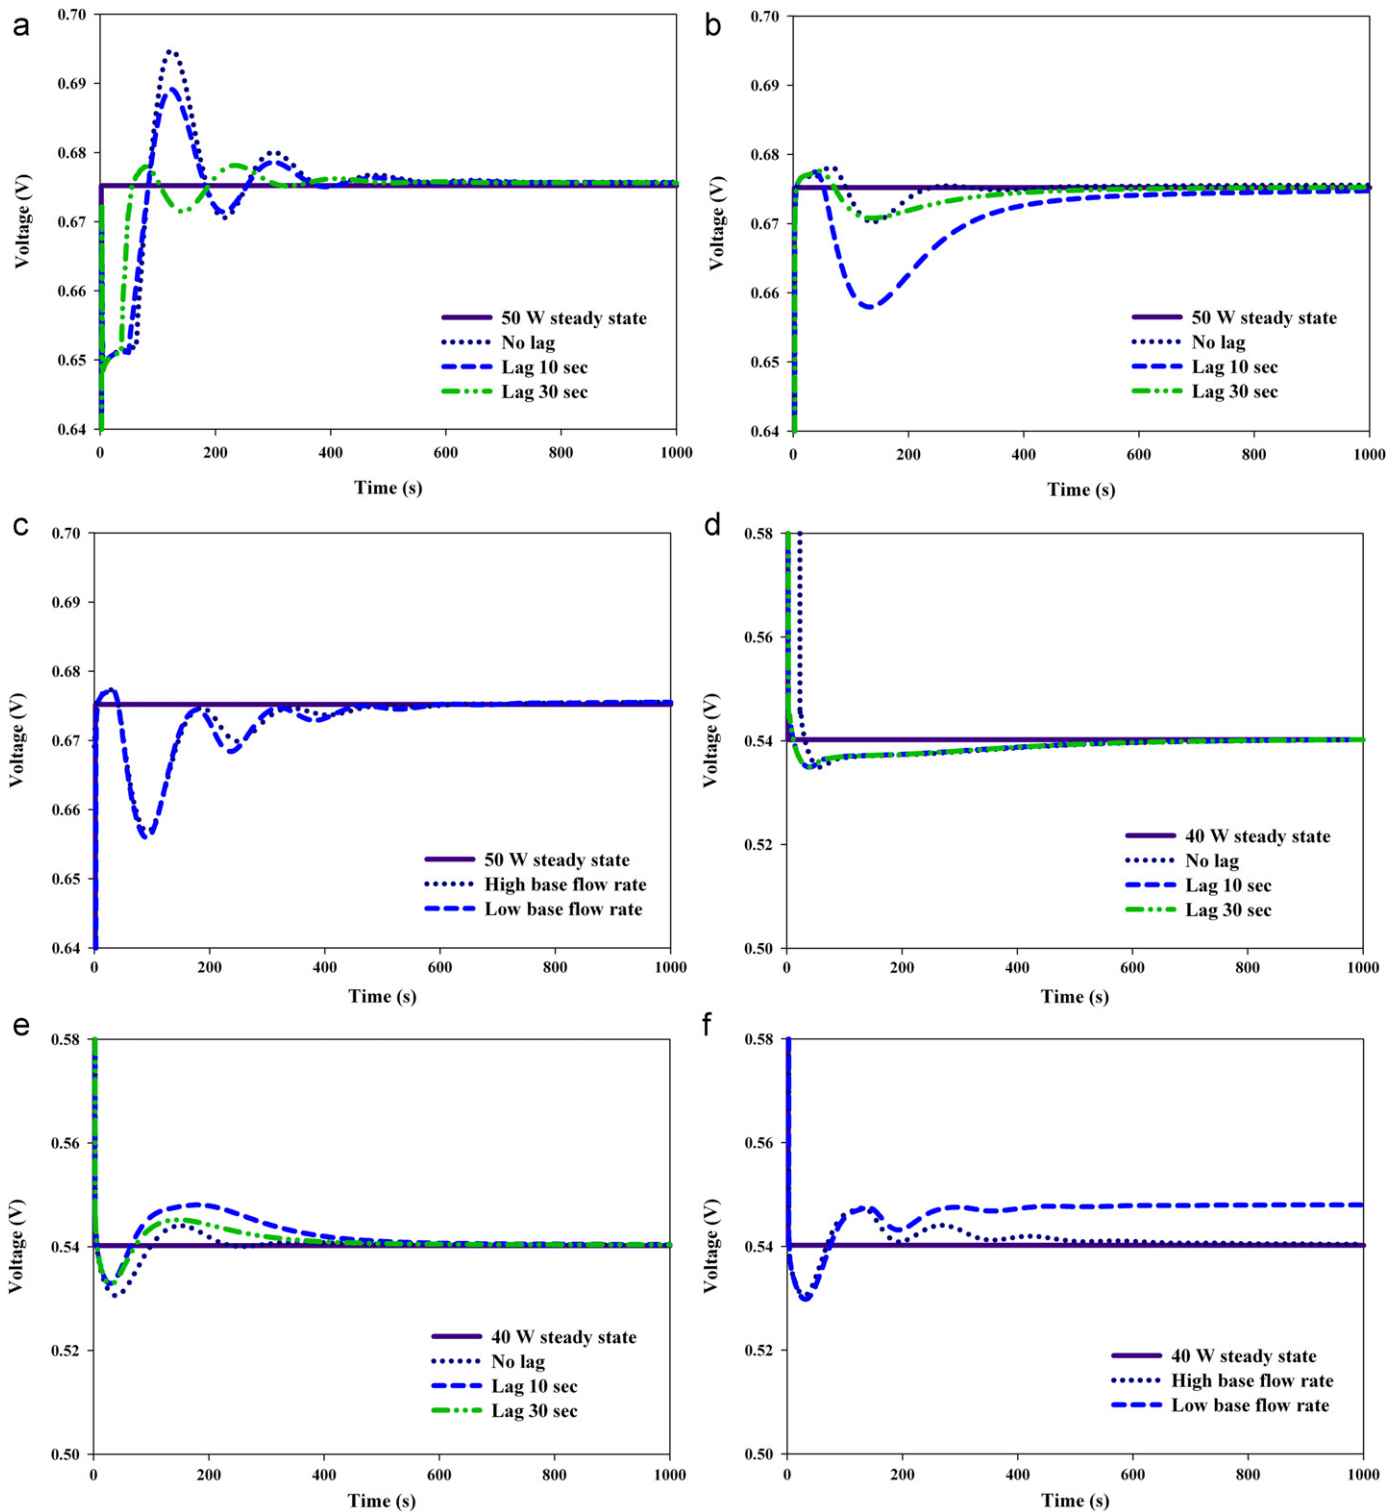 a
0.70
0.69
0.68
0.67
0.66
0.65
0.64
Voltage (V)
0 200 400 600 800 1000
Time (s)
50 W steady state
No lag
Lag 10 sec
Lag 30 sec
b
0.70
0.69
0.68
0.67
0.66
0.65
0.64
Voltage (V)
0 200 400 600 800 1000
Time (s)
50 W steady state
No lag
Lag 10 sec
Lag 30 sec
c
0.70
0.69
0.68
0.67
0.66
0.65
0.64
Voltage (V)
0 200 400 600 800 1000
Time (s)
50 W steady state
High base flow rate
Low base flow rate
d
0.58
0.56
0.54
0.52
0.50
Voltage (V)
0 200 400 600 800 1000
Time (s)
40 W steady state
No lag
Lag 10 sec
Lag 30 sec
e
0.58
0.56
0.54
0.52
0.50
Voltage (V)
0 200 400 600 800 1000
Time (s)
40 W steady state
No lag
Lag 10 sec
Lag 30 sec
f
0.58
0.56
0.54
0.52
0.50
Voltage (V)
0 200 400 600 800 1000
Time (s)
40 W steady state
High base flow rate
Low base flow rate